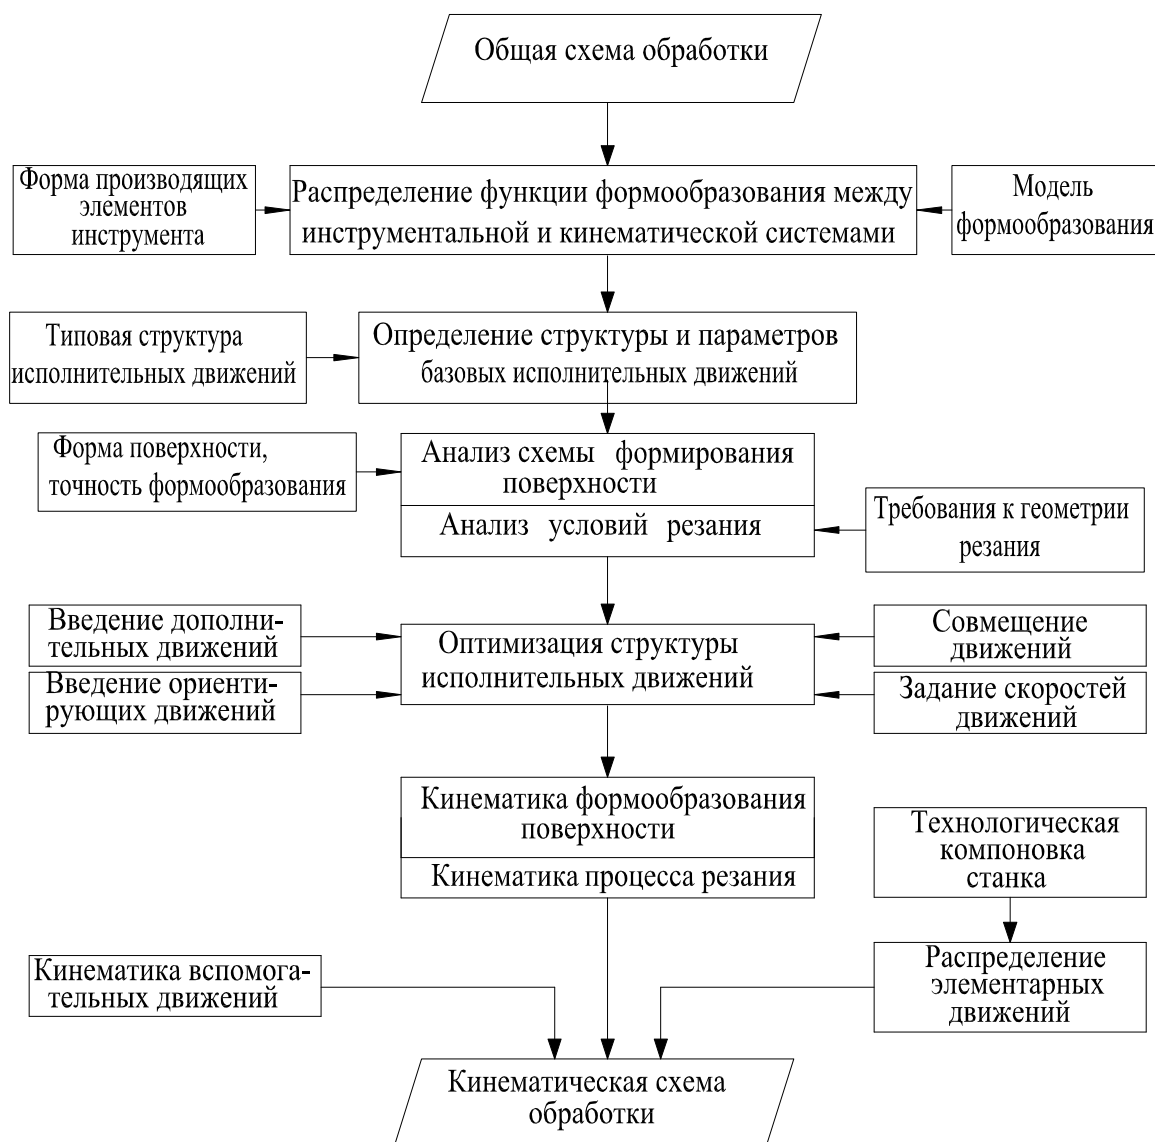 Общая схема обработки
Форма производящих
элементов
инструмента
Распределение функции формообразования между
инструментальной и кинематической системами
Модель
формообразования
Типовая структура
исполнительных движений
Определение структуры и параметров
базовых исполнительных движений
Форма поверхности,
точность формообразования
Анализ схемы формирования
поверхности
Анализ условий резания
Требования к геометрии
резания
Введение дополни-
тельных движений
Введение ориенти-
рующих движений
Оптимизация структуры
исполнительных движений
Совмещение
движений
Задание скоростей
движений
Кинематика формообразования
поверхности
Кинематика процесса резания
Технологическая
компоновка
станка
Кинематика вспомога-
тельных движений
Распределение
элементарных
движений
Кинематическая схема
обработки